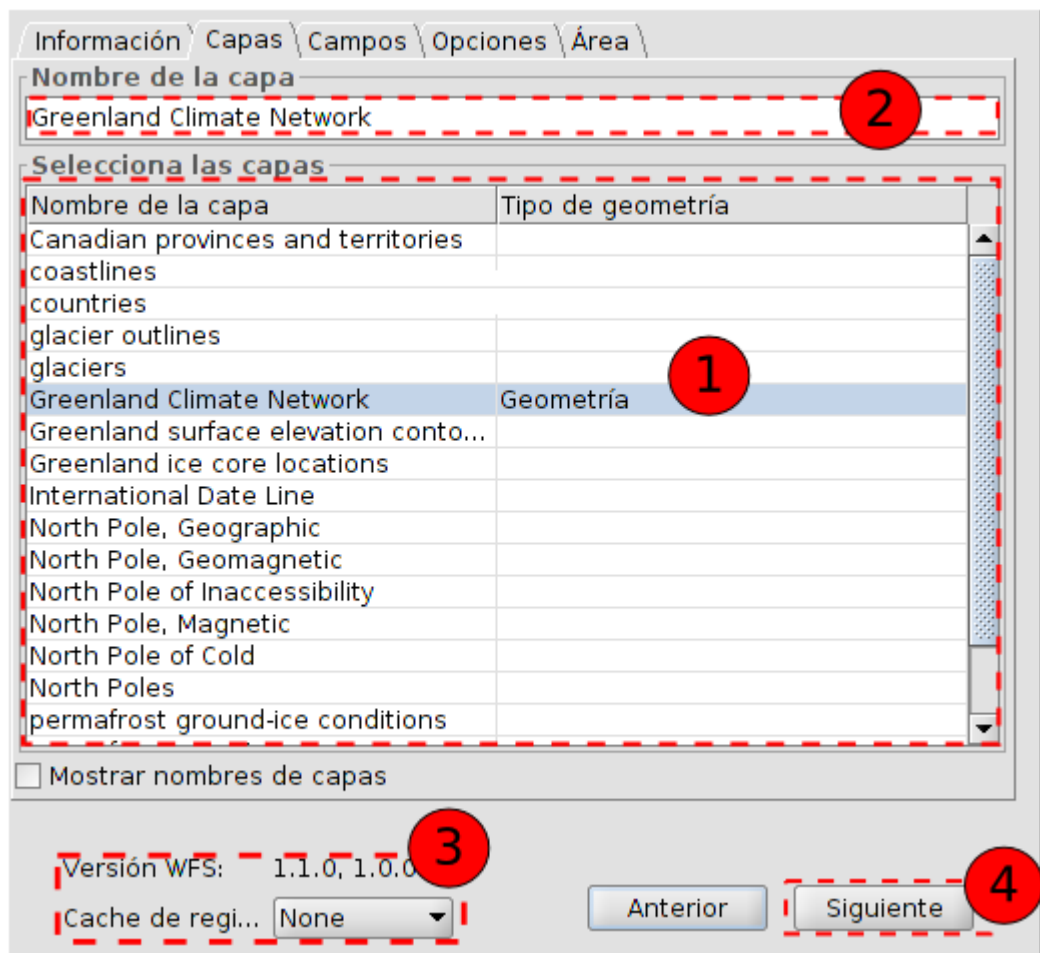 Información Capas Campos Opciones Área
Nombre de la capa
Greenland Climate Network
2
Selecciona las capas
Nombre de la capa Tipo de geometría
Canadian provinces and territories
coastlines
countries
glacier outlines
glaciers
1
Greenland Climate Network Geometría
Greenland surface elevation conto...
Greenland ice core locations
International Date Line
North Pole, Geographic
North Pole, Geomagnetic
North Pole of Inaccessibility
North Pole, Magnetic
North Pole of Cold
North Poles
permafrost ground-ice conditions
Mostrar nombres de capas
3
Versión WFS: 1.1.0, 1.0.0
4
Cache de regi... None Anterior Siguiente